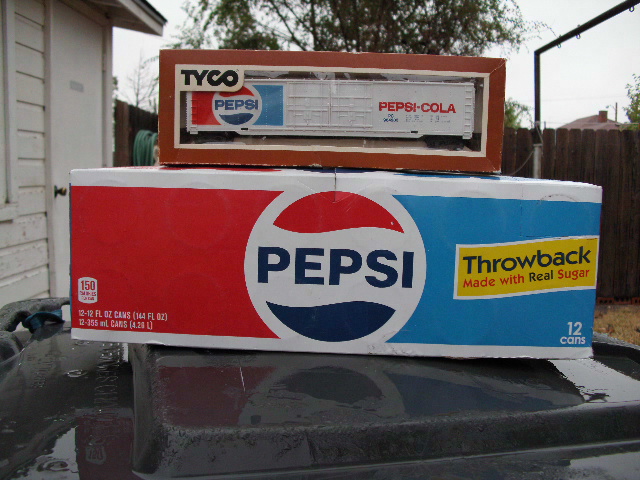 TYCO
PEPSI
PEPSI-COLA
PEPSI
Throwback
Made with Real Sugar
150
CALORIES
12-12 FL OZ CANS (144 FL OZ)
12-355 mL CANS (4.26 L)
12
cans